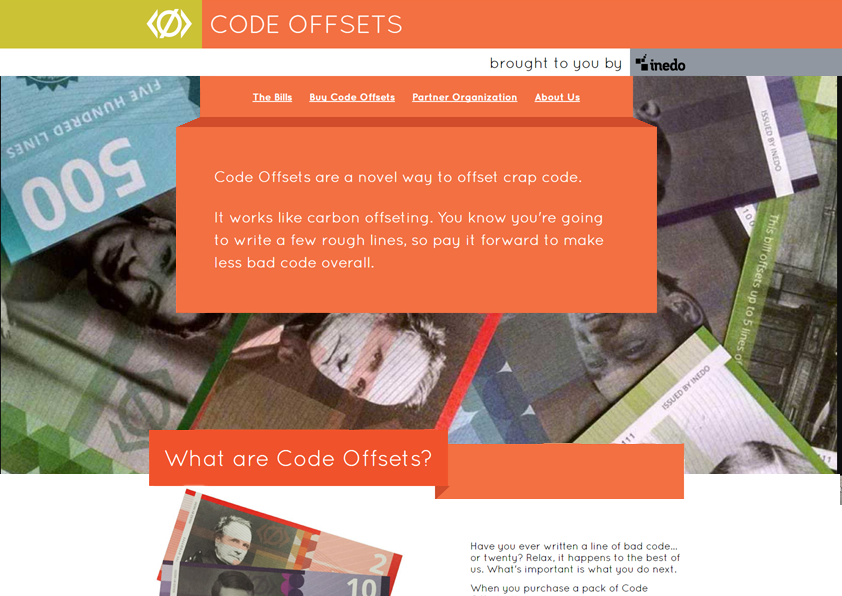 CODE OFFSETS
brought to you by inedo
The Bills Buy Code Offsets Partner Organization About Us
FIVE HUNDRED LINES
500
ISSUED BY INEDO
100
This bill offsets up to 5 lines of
Code Offsets are a novel way to offset crap code.
It works like carbon offseting. You know you're going
to write a few rough lines, so pay it forward to make
less bad code overall.
ISSUED BY INEDO
111
111
What are Code Offsets?
2
10
Have you ever written a line of bad code...
or twenty? Relax, it happens to the best of
us. What's important is what you do next.
When you purchase a pack of Code